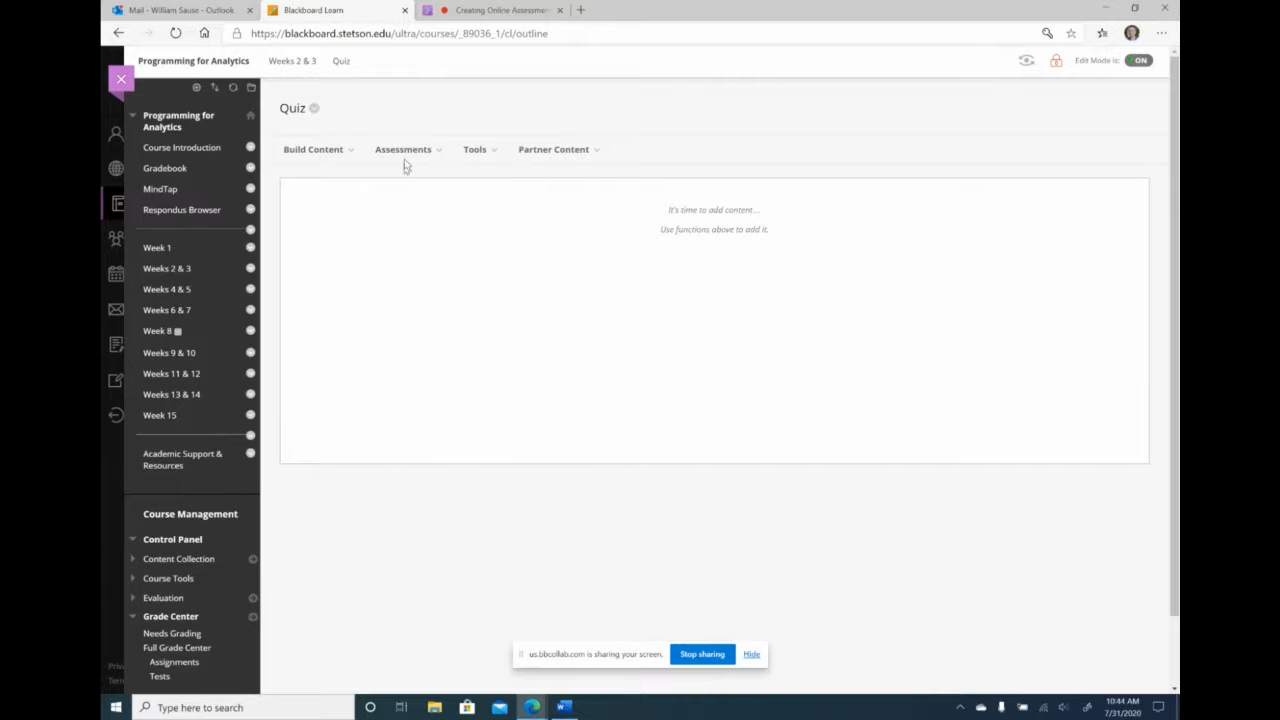 Mail - William Sause - Outlook
Blackboard Learn
Creating Online Assessm
https://blackboard.stetson.edu/ultra/courses/_89036_1/cl/outline
Programming for Analytics
Weeks 2 & 3
Quiz
Edit Mode is:
ON
Programming for
Analytics
Course Introduction
Gradebook
MindTap
Respondus Browser
Week 1
Weeks 2 & 3
Weeks 4 & 5
Weeks 6 & 7
Week 8
Weeks 9 & 10
Weeks 11 & 12
Weeks 13 & 14
Week 15
Academic Support &
Resources
Course Management
Control Panel
Content Collection
Course Tools
Evaluation
Grade Center
Needs Grading
Full Grade Center
Assignments
Tests
Quiz
Build Content
Assessments
Tools
Partner Content
It's time to add content...
Use functions above to add it.
us.bbcollab.com is sharing your screen.
Stop sharing
Hide
Priv
Term
Type here to search
10:44 AM
7/31/2020